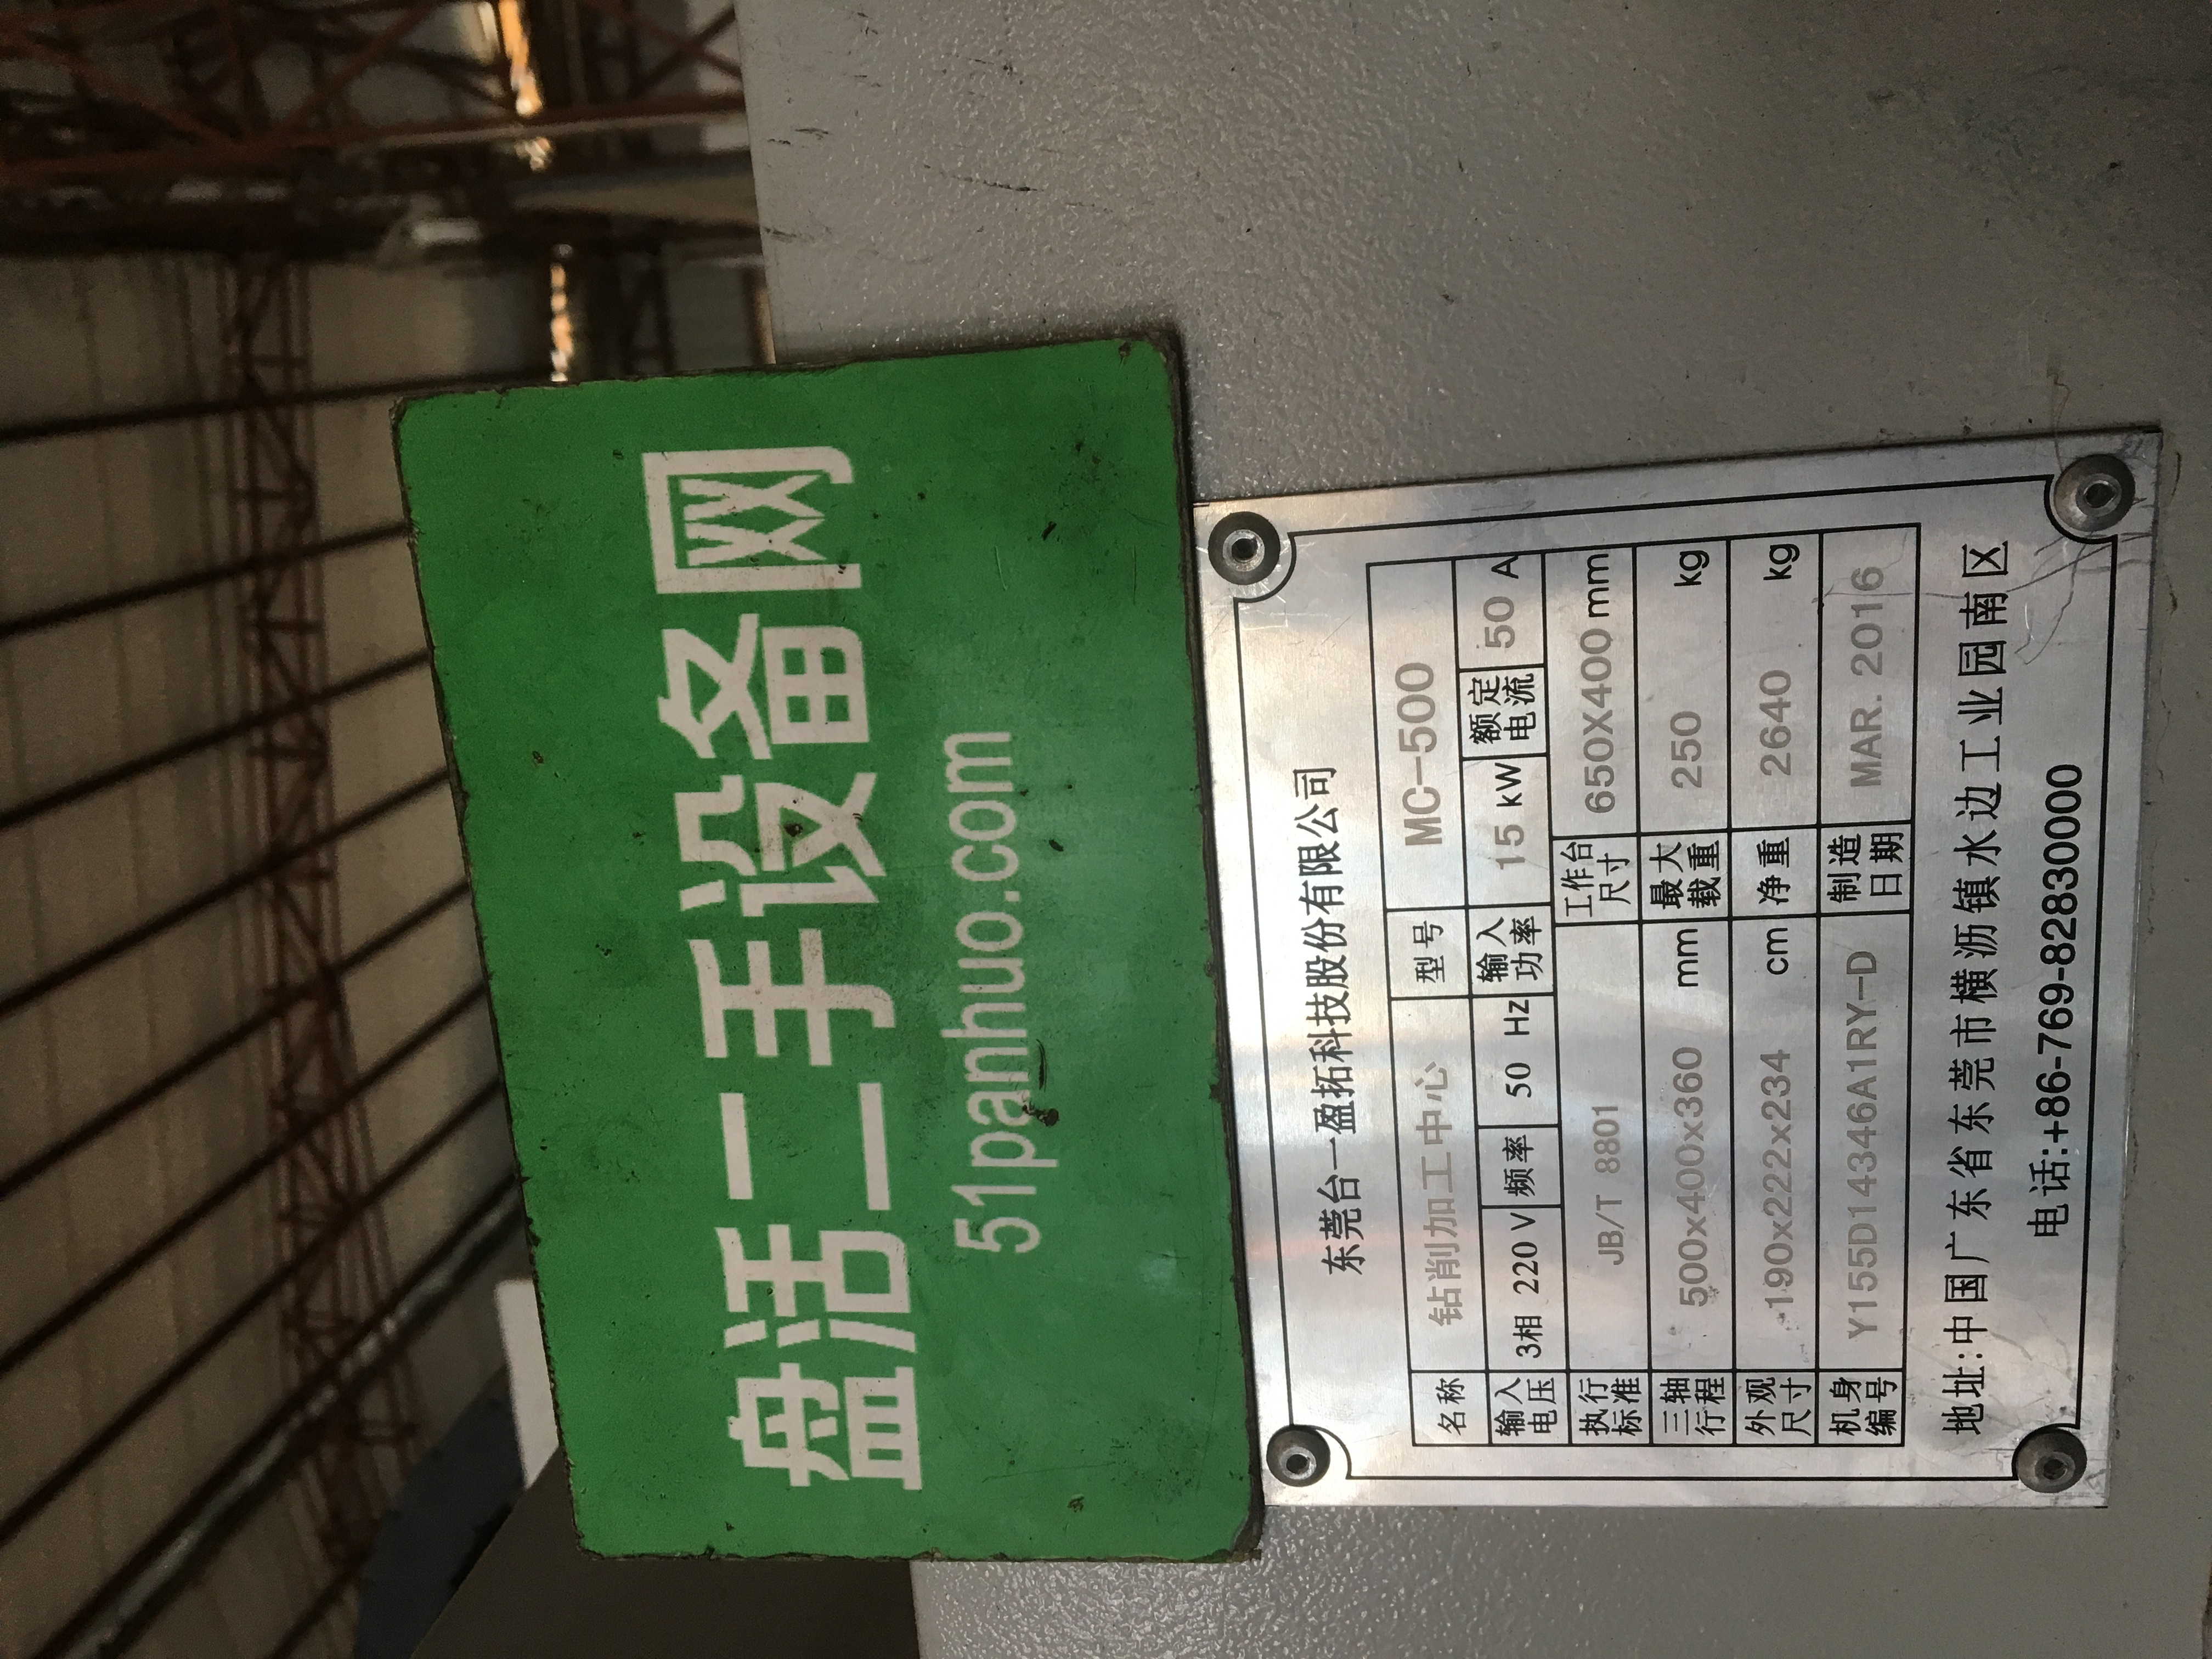 盘活二手设备网
51panhuo.com
东莞台一盈拓科技股份有限公司
名称 钻削加工中心 型号 MC-500
输入电压 3相 220 V 频率 50 Hz 输入功率 15 kW 额定电流 50 A
执行标准 JB/T 8801 工作台尺寸 650X400 mm
三轴行程 500x400x360 mm 最大载重 250 kg
外观尺寸 190x222x234 cm 净重 2640 kg
机身编号 Y155D14346A1RY-D 制造日期 MAR. 2016
地址:中国广东省东莞市横沥镇水边工业园南区
电话:+86-769-82830000